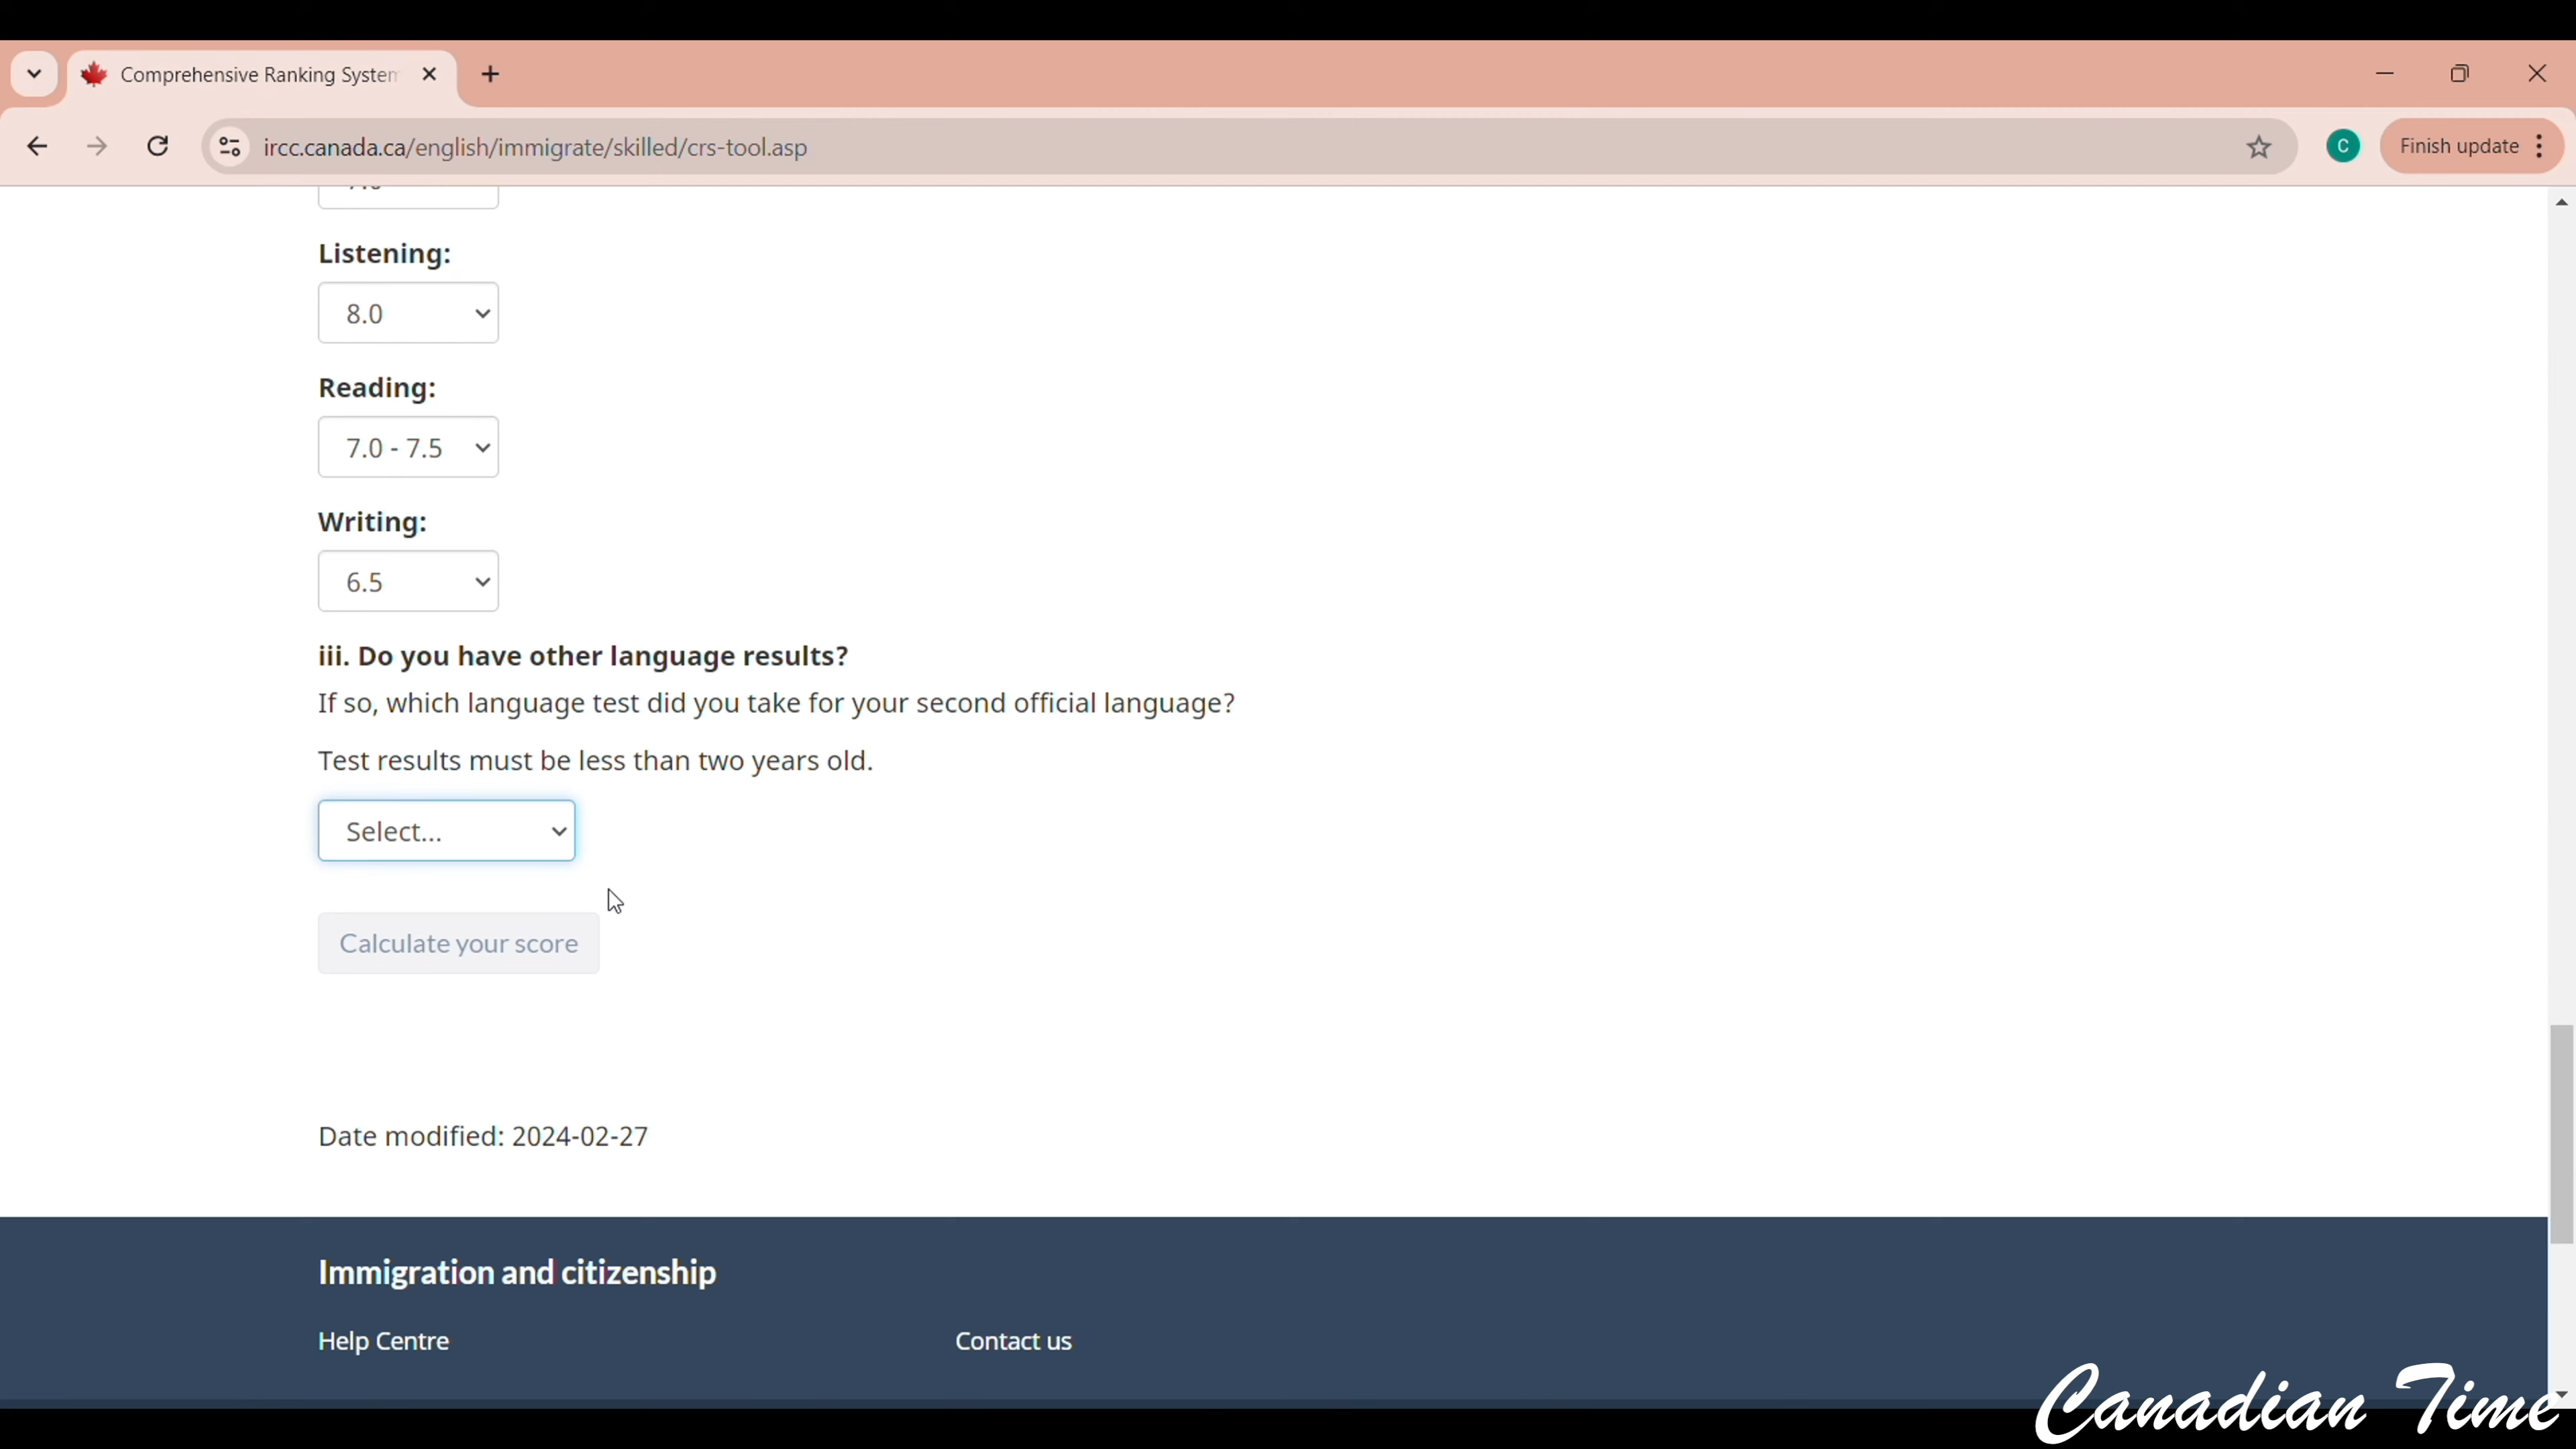 Comprehensive Ranking System
ircc.canada.ca/english/immigrate/skilled/crs-tool.asp
C
Finish update
Listening:
8.0
Reading:
7.0 - 7.5
Writing:
6.5
iii. Do you have other language results?
If so, which language test did you take for your second official language?
Test results must be less than two years old.
Select...
Calculate your score
Date modified: 2024-02-27
Immigration and citizenship
Help Centre
Contact us
Canadian Time